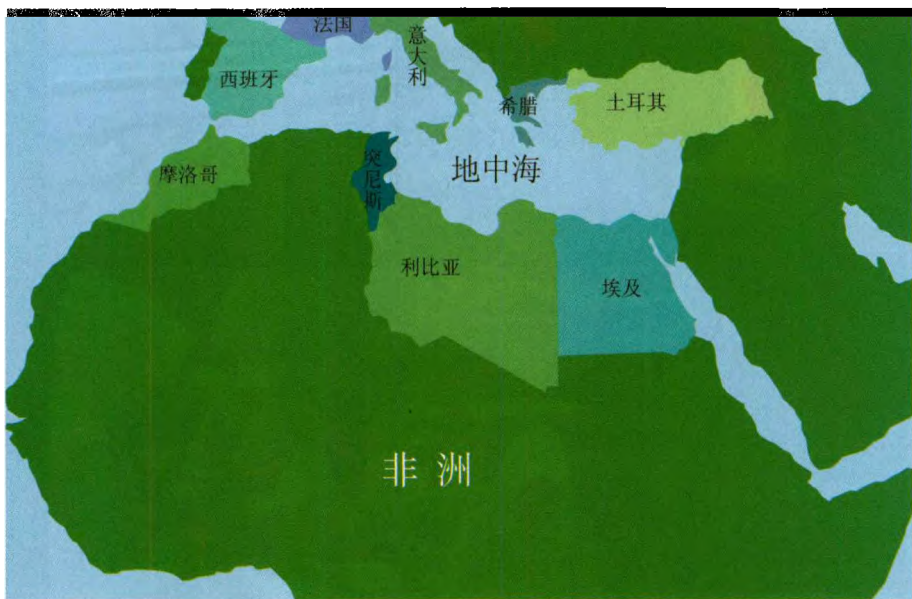 法国
意大利
西班牙
希腊
土耳其
摩洛哥
突尼斯
地中海
利比亚
埃及
非洲